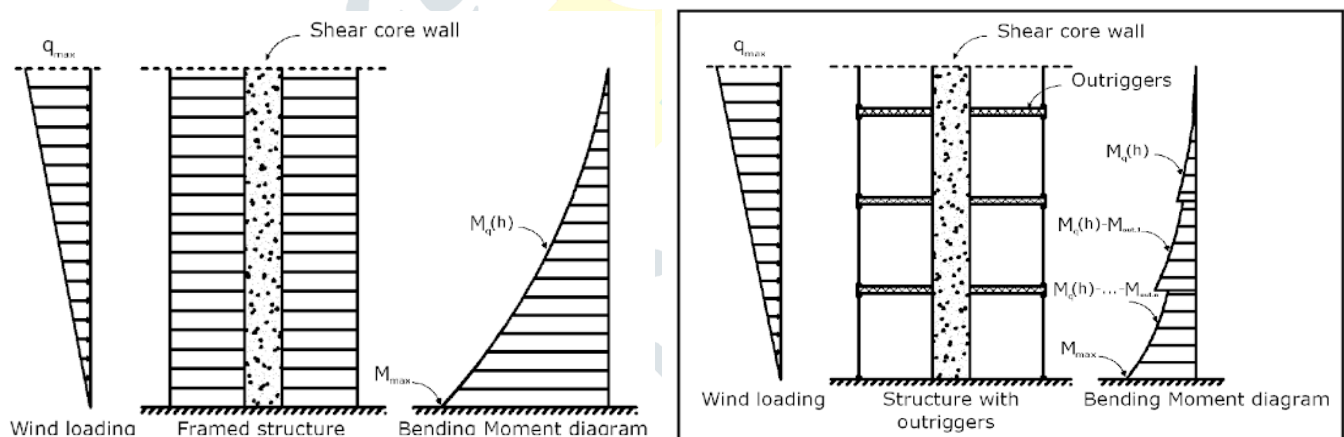 Shear core wall
q_max
M_q(h)
M_max
Wind loading
Framed structure
Bending Moment diagram
Shear core wall
q_max
Outriggers
M_q(h)
M_q(h)-M_out,1
M_q(h)-...-M_out,n
M_max
Wind loading
Structure with
outriggers
Bending Moment diagram